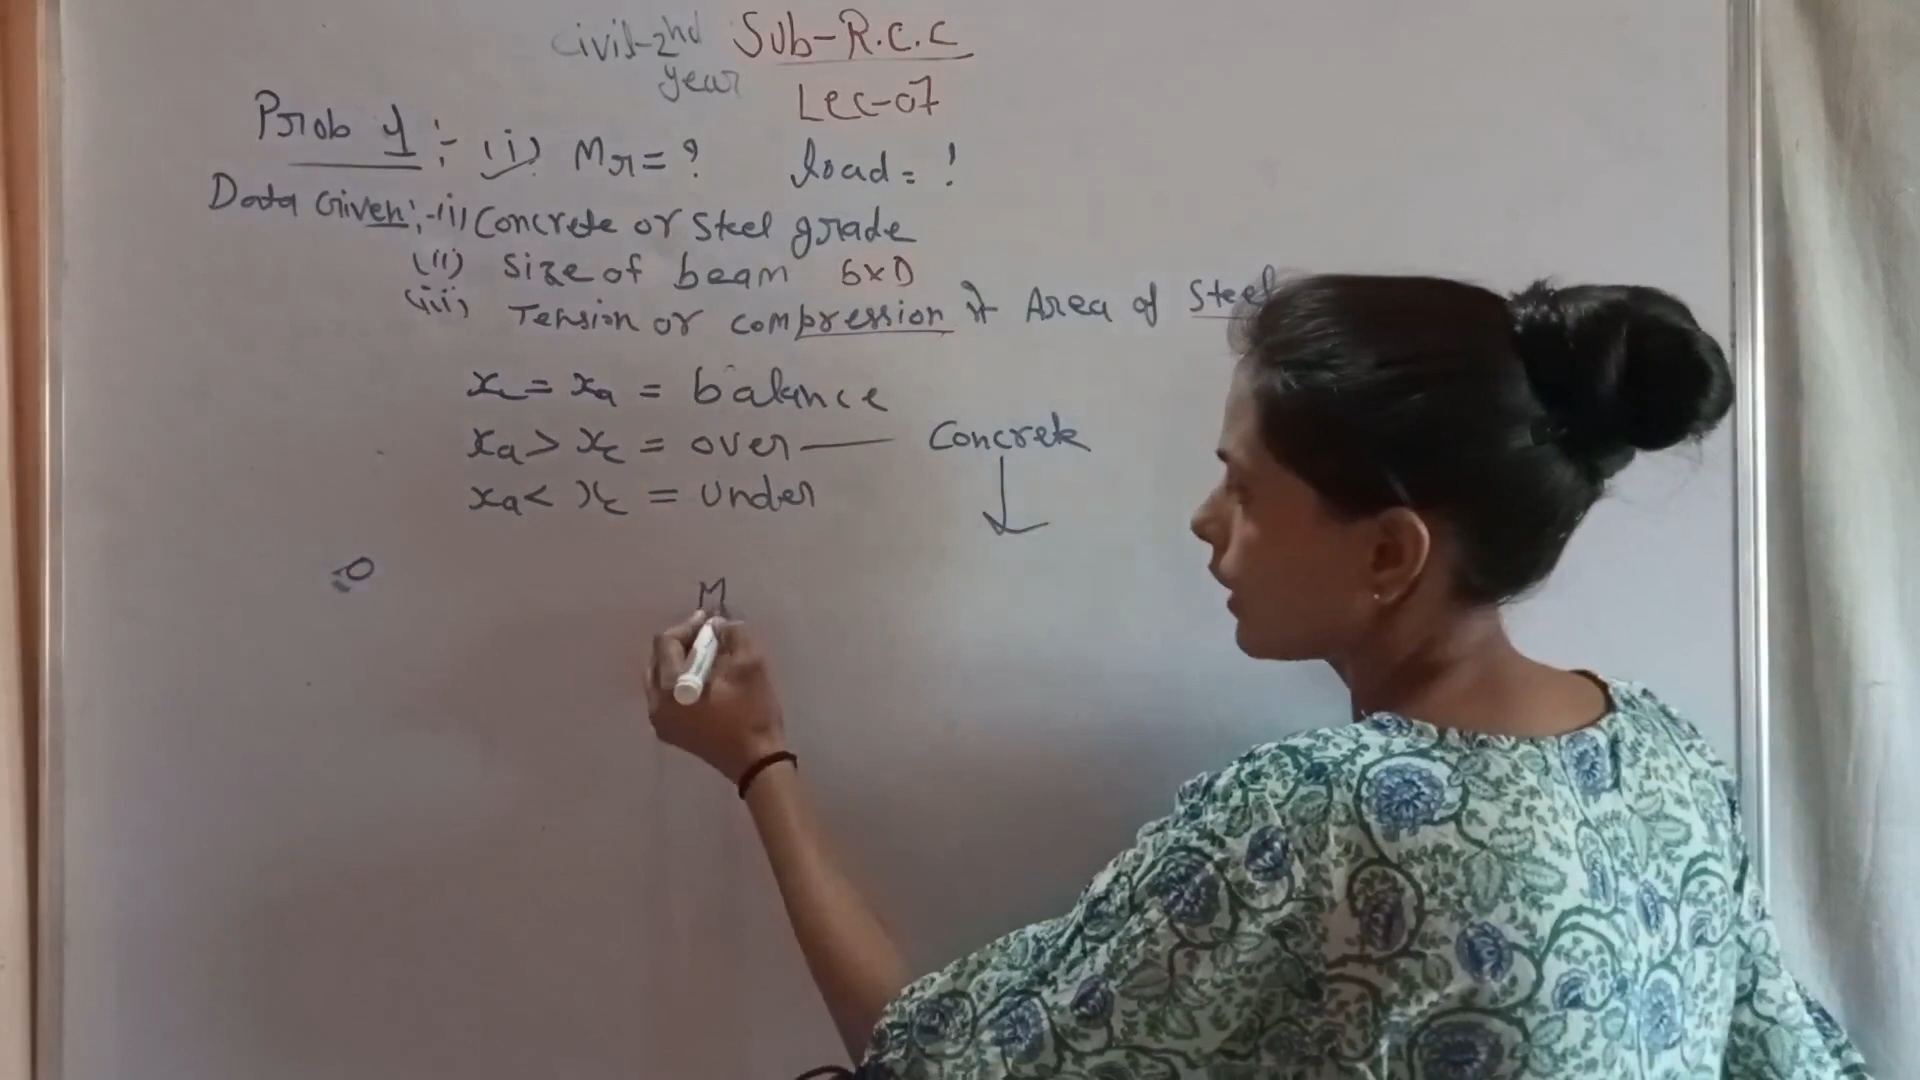 Civil-2nd year Sub-R.C.C
Lec-07
Prob 1:- (i) Mr=? load=!
Data Given:-(i) Concrete or Steel grade
(ii) Size of beam b×D
(iii) Tension or compression Area of Steel
xc = xa = balance
xa > xc = over — Concrete
xa < xc = Under
M